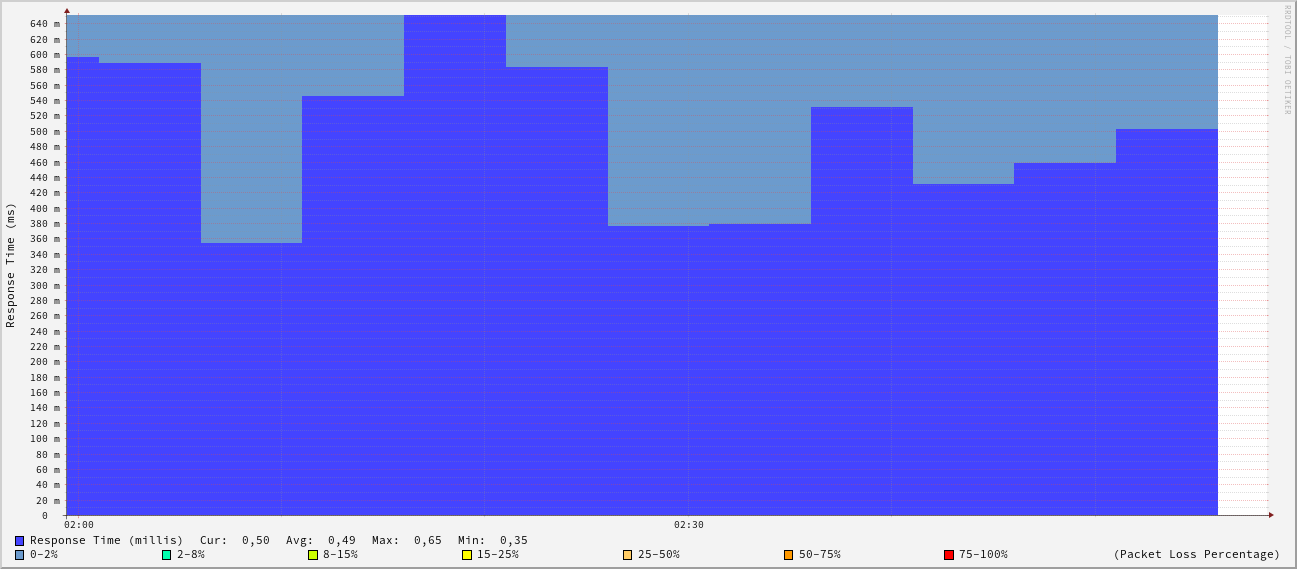 RRDTOOL / TOBI OETIKER
Response Time (ms)
640 m
620 m
600 m
580 m
560 m
540 m
520 m
500 m
480 m
460 m
440 m
420 m
400 m
380 m
360 m
340 m
320 m
300 m
280 m
260 m
240 m
220 m
200 m
180 m
160 m
140 m
120 m
100 m
80 m
60 m
40 m
20 m
0
02:00 02:30
Response Time (millis) Cur: 0,50 Avg: 0,49 Max: 0,65 Min: 0,35
0-2% 2-8% 8-15% 15-25% 25-50% 50-75% 75-100% (Packet Loss Percentage)